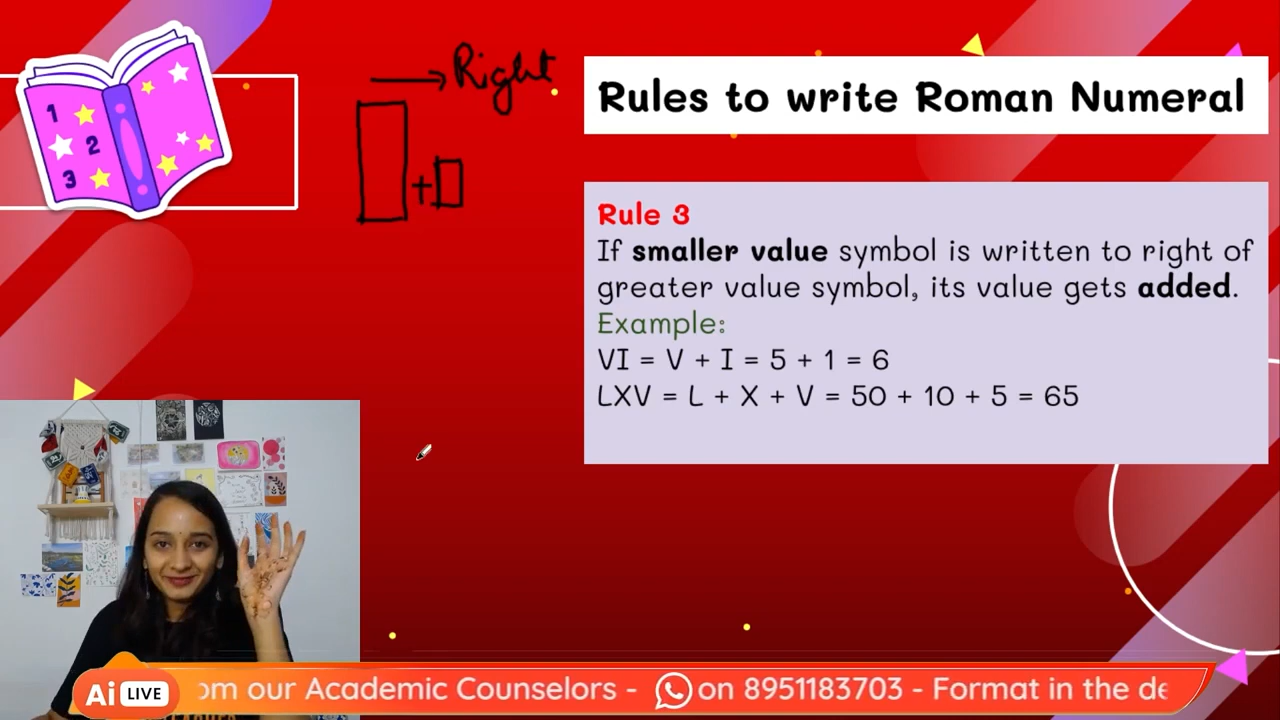 1
2
3
Right
+
Rules to write Roman Numeral
Rule 3
If smaller value symbol is written to right of
greater value symbol, its value gets added.
Example:
VI = V + I = 5 + 1 = 6
LXV = L + X + V = 50 + 10 + 5 = 65
Ai LIVE
our Academic Counselors - on 8951183703 - Format in the